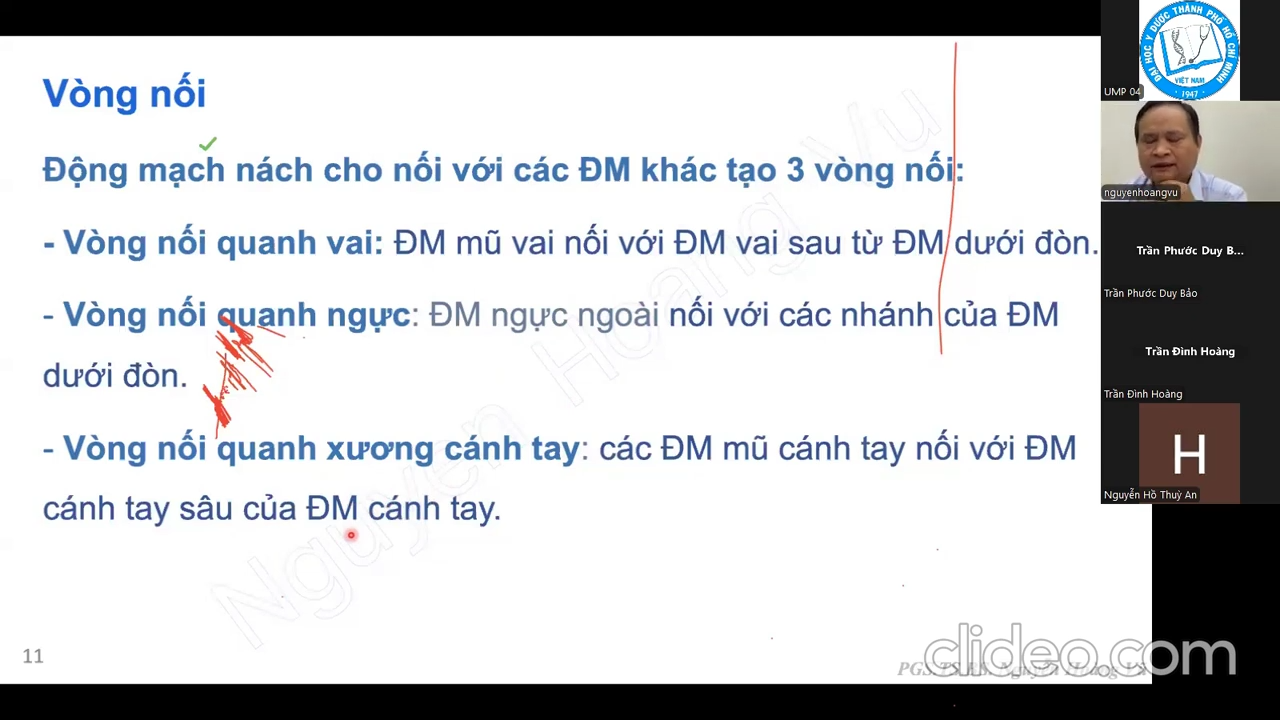 Vòng nối
Động mạch nách cho nối với các ĐM khác tạo 3 vòng nối:
- Vòng nối quanh vai: ĐM mũ vai nối với ĐM vai sau từ ĐM dưới đòn.
- Vòng nối quanh ngực: ĐM ngực ngoài nối với các nhánh của ĐM
dưới đòn.
- Vòng nối quanh xương cánh tay: các ĐM mũ cánh tay nối với ĐM
cánh tay sâu của ĐM cánh tay.
Nguyen Hoang Vu
11
PGS.TS.BS. Nguyễn Hoàng Vũ
clideo.com
ĐẠI HỌC Y DƯỢC THÀNH PHỐ HỒ CHÍ MINH
VIỆT NAM
1947
UMP 04
nguyenhoangvu
Trần Phước Duy B...
Trần Phước Duy Bảo
Trần Đình Hoàng
Trần Đình Hoàng
H
Nguyễn Hồ Thuỳ An